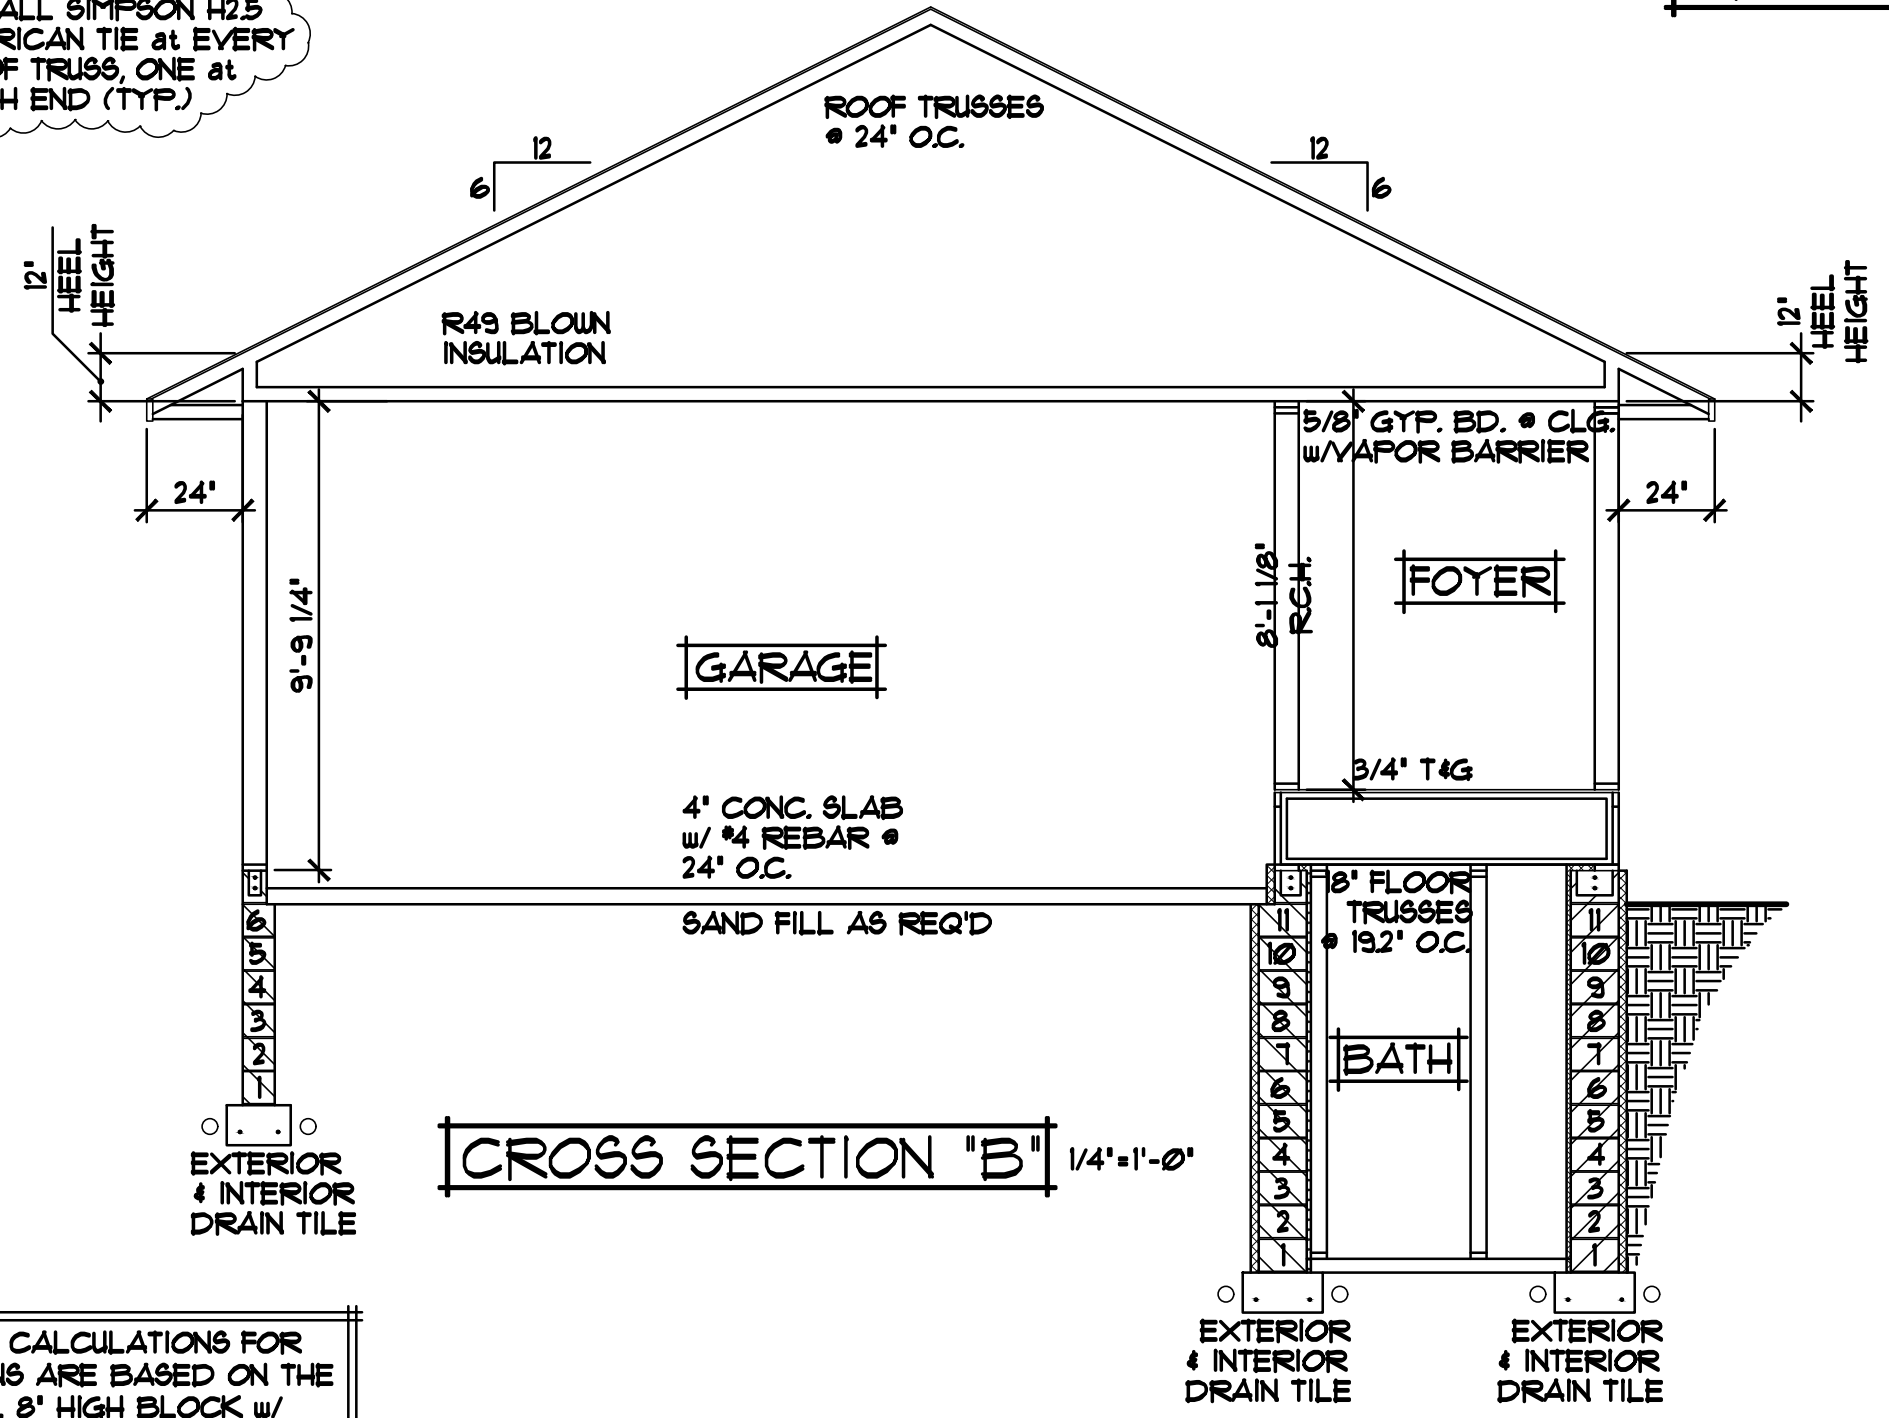 ALL SIMPSON H2.5
RICAN TIE at EVERY
OF TRUSS, ONE at
H END (TYP.)
ROOF TRUSSES
@ 24" O.C.
12
6
12
6
12"
HEEL
HEIGHT
12"
HEEL
HEIGHT
R49 BLOWN
INSULATION
5/8" GYP. BD. @ CLG.
w/VAPOR BARRIER
24"
24"
9'-9 1/4"
8'-1 1/8"
R.C.H.
FOYER
GARAGE
3/4" T&G
4" CONC. SLAB
w/ #4 REBAR @
24" O.C.
SAND FILL AS REQ'D
18" FLOOR
TRUSSES
@ 19.2" O.C.
6
5
4
3
2
1
11
10
9
8
7
6
5
4
3
2
1
11
10
9
8
7
6
5
4
3
2
1
BATH
CROSS SECTION "B" 1/4"=1'-0"
EXTERIOR
& INTERIOR
DRAIN TILE
EXTERIOR
& INTERIOR
DRAIN TILE
EXTERIOR
& INTERIOR
DRAIN TILE
CALCULATIONS FOR
NS ARE BASED ON THE
8" HIGH BLOCK w/